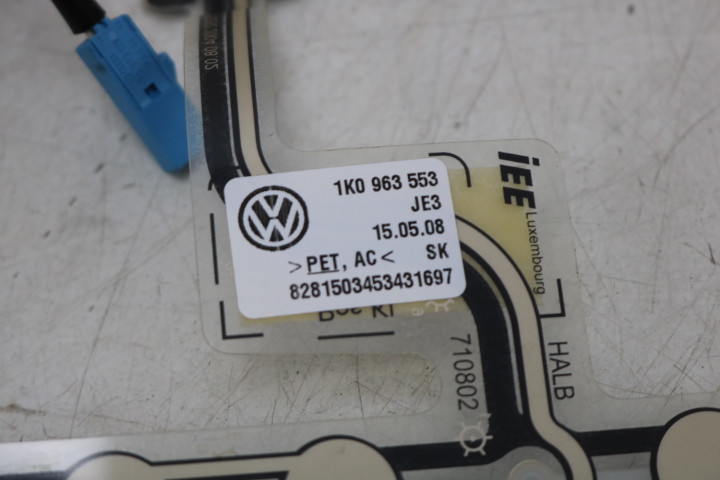 1K0 963 553
JE3
15.05.08
>PET, AC< SK
8281503453431697
iEE
Luxembourg
710802
HALB